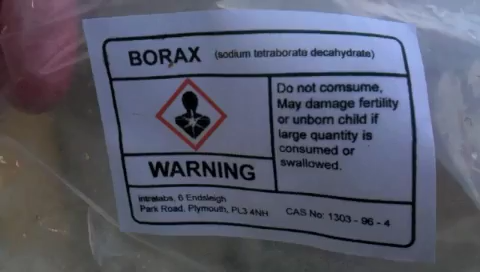 BORAX (sodium tetraborate decahydrate)
Do not comsume,
May damage fertility
or unborn child if
large quantity is
consumed or
swallowed.
WARNING
intralabs, 6 Endsleigh
Park Road, Plymouth, PL3 4NH
CAS No: 1303 - 96 - 4